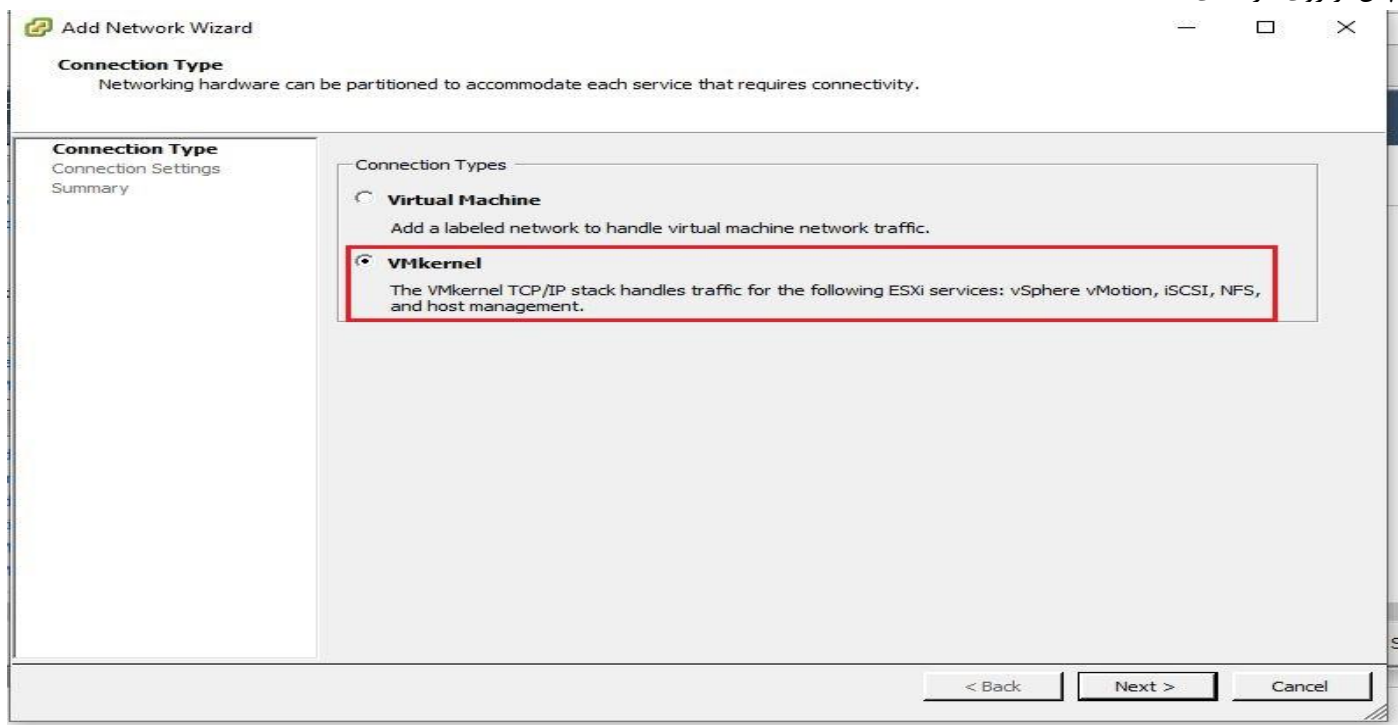 Add Network Wizard
Connection Type
Networking hardware can be partitioned to accommodate each service that requires connectivity.
Connection Type
Connection Settings
Summary
Connection Types
Virtual Machine
Add a labeled network to handle virtual machine network traffic.
VMkernel
The VMkernel TCP/IP stack handles traffic for the following ESXi services: vSphere vMotion, iSCSI, NFS,
and host management.
< Back
Next >
Cancel